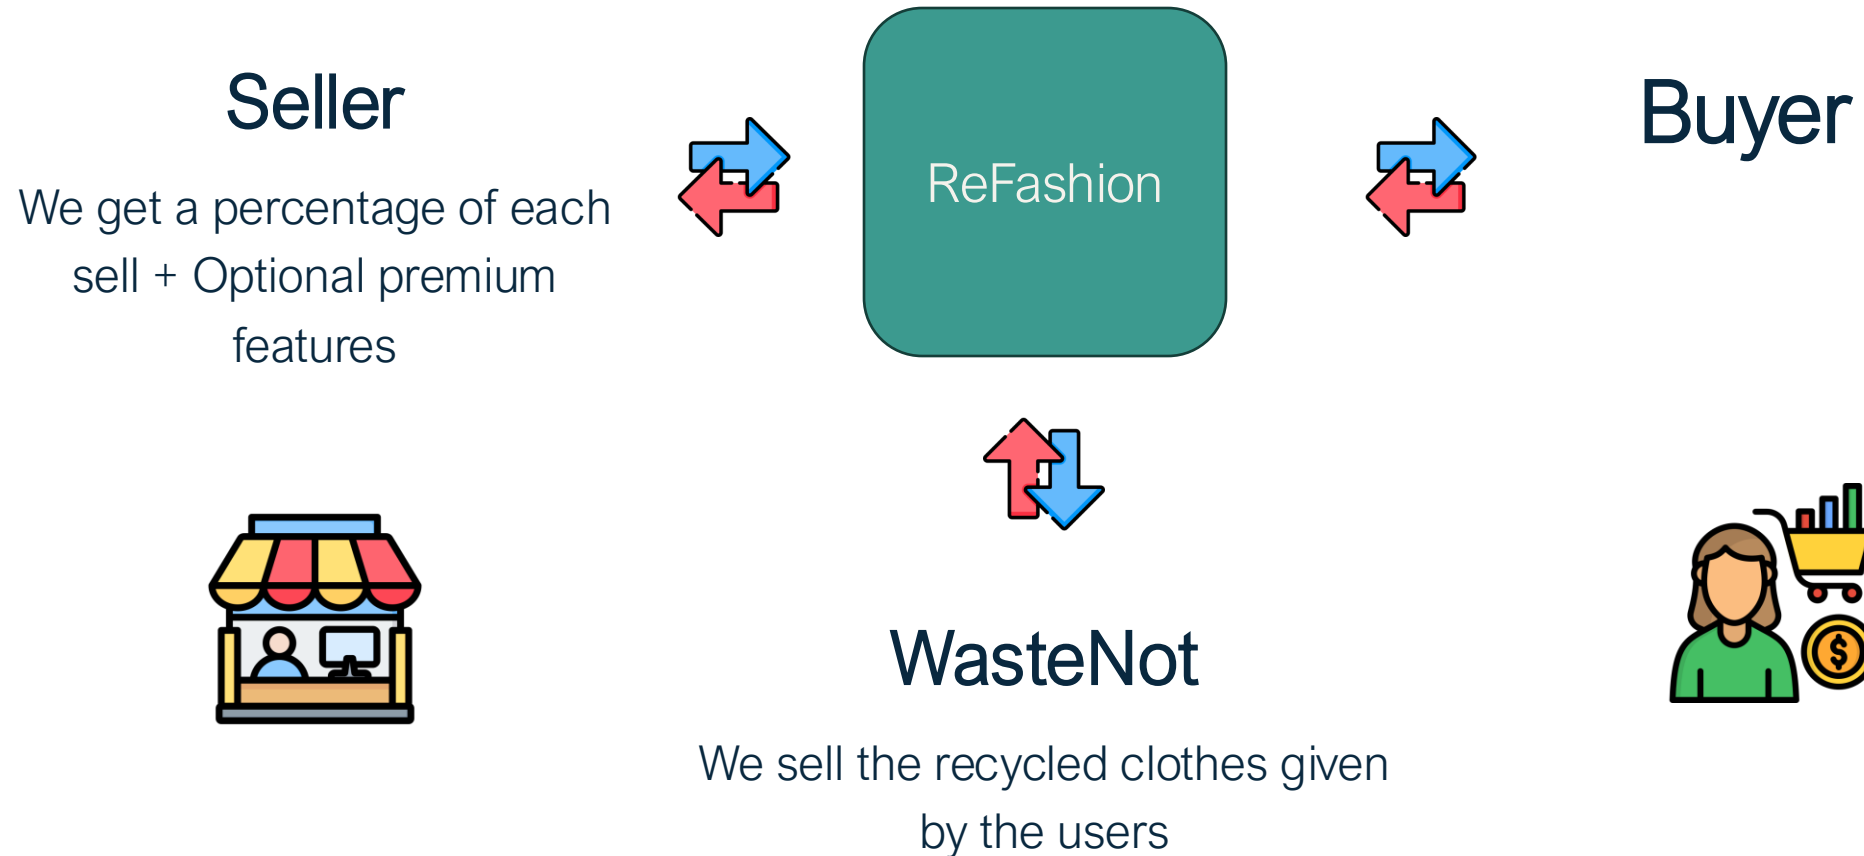 Seller
We get a percentage of each
sell + Optional premium
features
ReFashion
Buyer
WasteNot
We sell the recycled clothes given
by the users
$